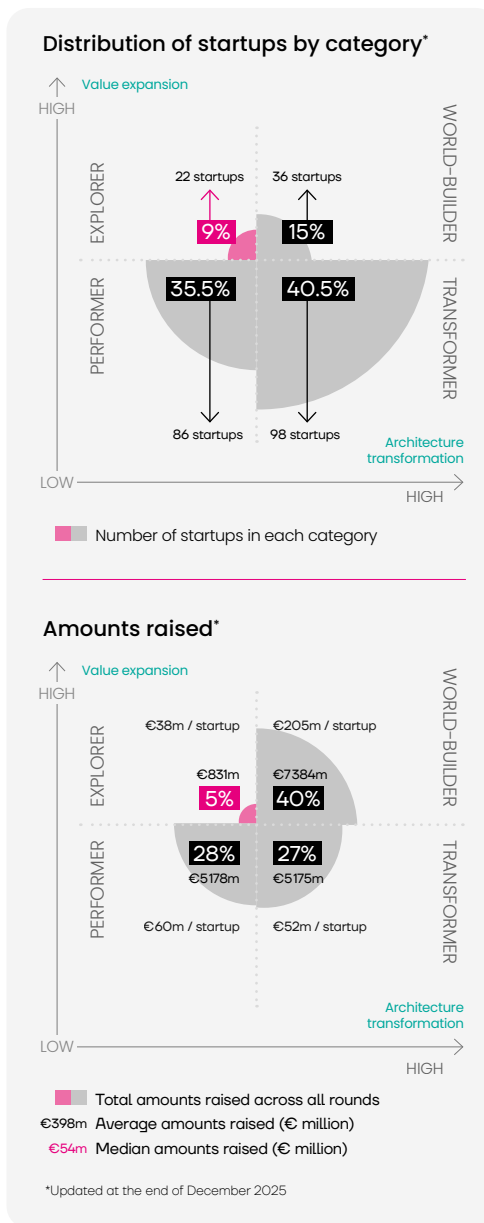 Distribution of startups by category*
Value expansion
HIGH
EXPLORER
WORLD-BUILDER
22 startups
36 startups
9%
15%
PERFORMER
TRANSFORMER
35.5%
40.5%
86 startups
98 startups
Architecture
transformation
LOW
HIGH
Number of startups in each category
Amounts raised*
Value expansion
HIGH
EXPLORER
WORLD-BUILDER
€38m / startup
€205m / startup
€831m
€7384m
5%
40%
PERFORMER
TRANSFORMER
28%
27%
€5178m
€5175m
€60m / startup
€52m / startup
Architecture
transformation
LOW
HIGH
Total amounts raised across all rounds
€398m Average amounts raised (€ million)
€54m Median amounts raised (€ million)
*Updated at the end of December 2025